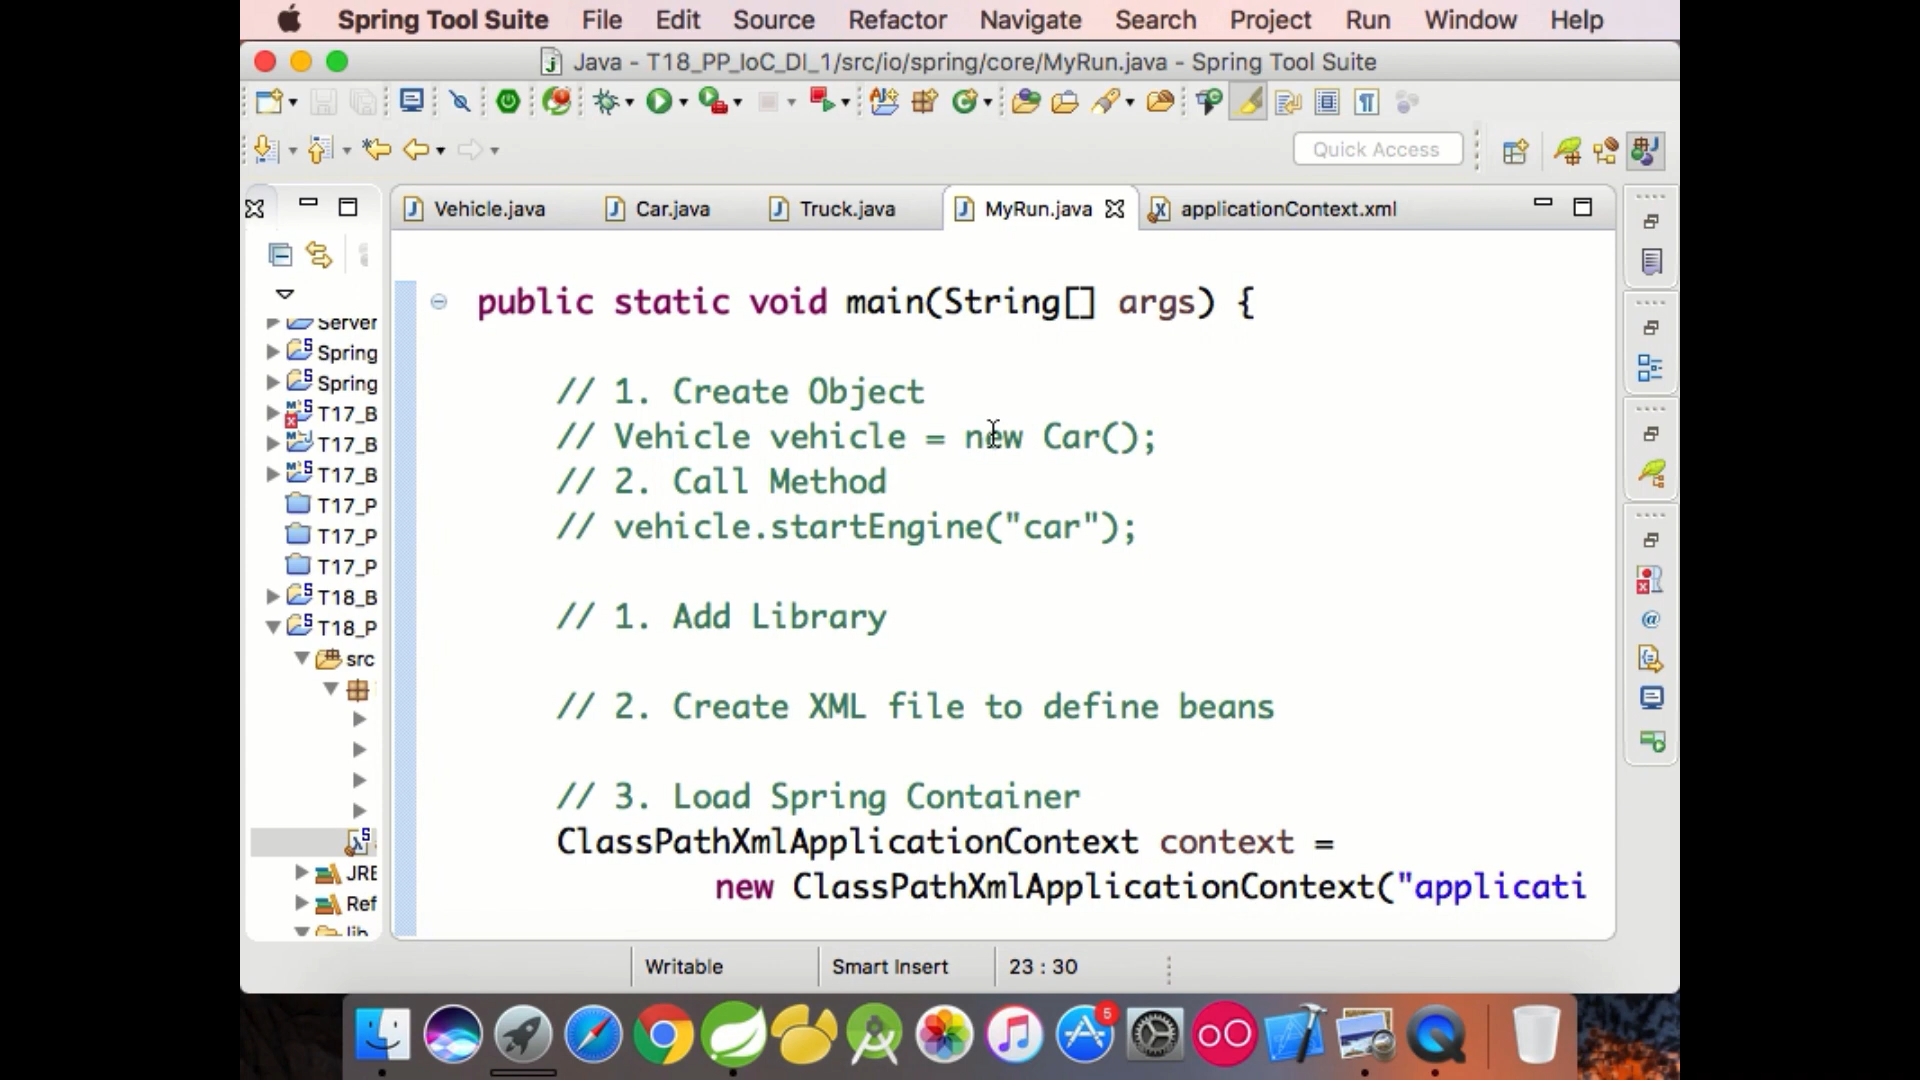 Spring Tool Suite File Edit Source Refactor Navigate Search Project Run Window Help
Java - T18_PP_IoC_DI_1/src/io/spring/core/MyRun.java - Spring Tool Suite
Quick Access
Vehicle.java Car.java Truck.java MyRun.java applicationContext.xml
Server
Spring
Spring
T17_B
T17_B
T17_B
T17_P
T17_P
T17_P
T18_B
T18_P
src
JRE
Ref
lib
public static void main(String[] args) {
// 1. Create Object
// Vehicle vehicle = new Car();
// 2. Call Method
// vehicle.startEngine("car");
// 1. Add Library
// 2. Create XML file to define beans
// 3. Load Spring Container
ClassPathXmlApplicationContext context =
new ClassPathXmlApplicationContext("applicati
Writable Smart Insert 23 : 30
5